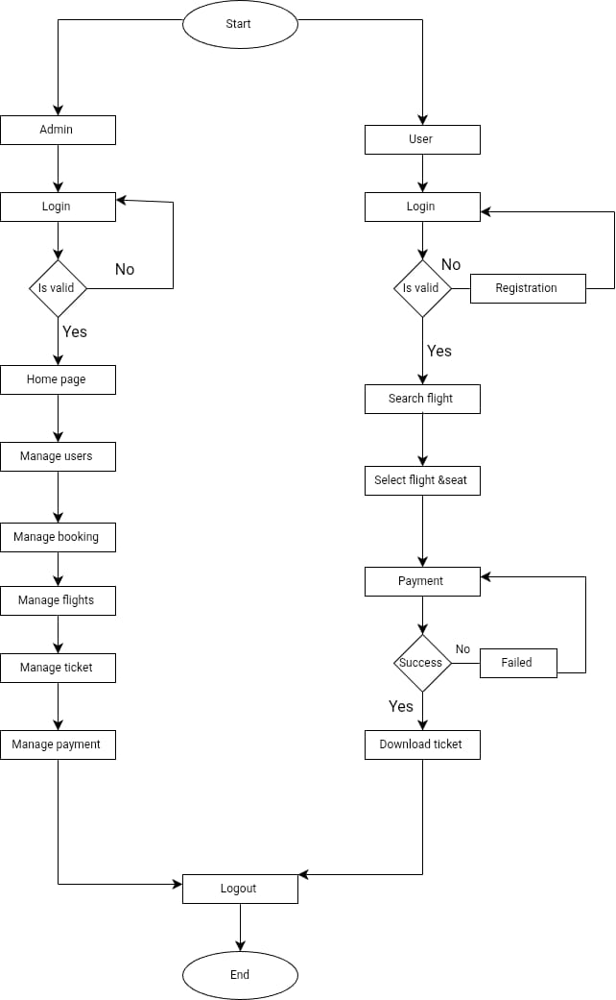 Start
Admin
User
Login
Login
Is valid
No
Is valid
No
Registration
Yes
Yes
Home page
Search flight
Manage users
Select flight &seat
Manage booking
Payment
Manage flights
Manage ticket
Success
No
Failed
Yes
Manage payment
Download ticket
Logout
End